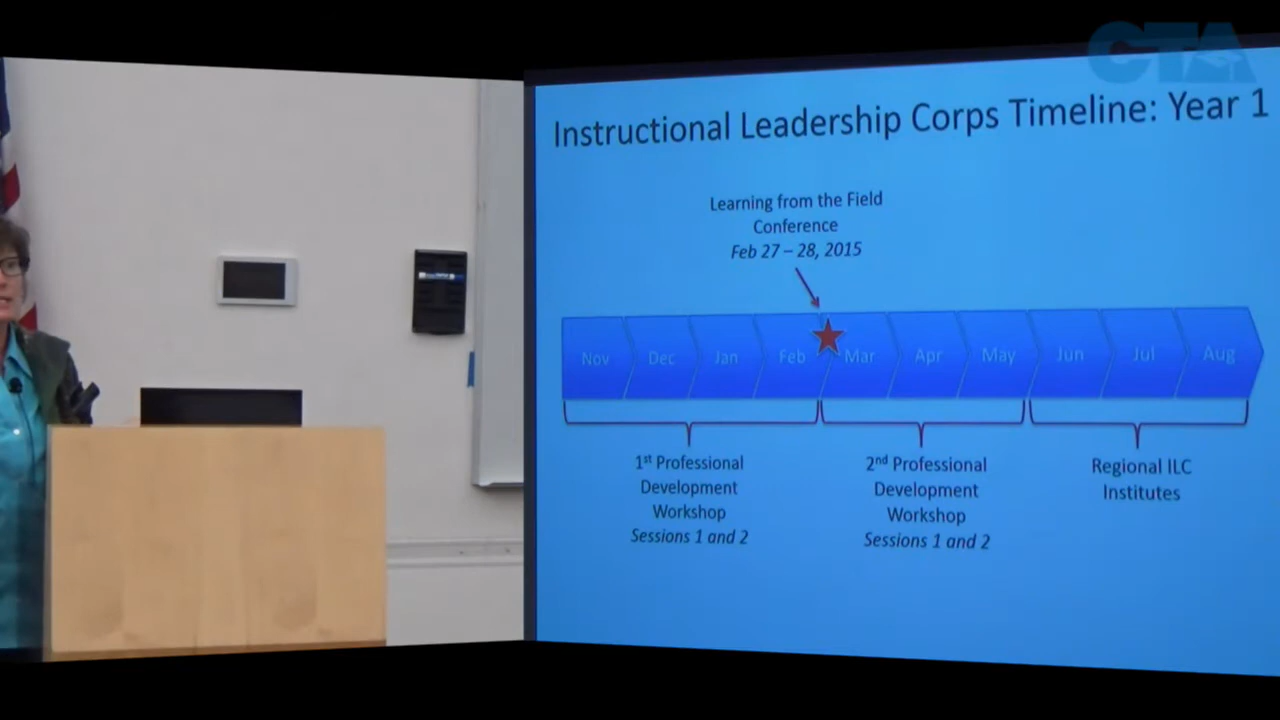 CTA
Instructional Leadership Corps Timeline: Year 1
Learning from the Field
Conference
Feb 27 – 28, 2015
Nov Dec Jan Feb Mar Apr May Jun Jul Aug
1st Professional
Development
Workshop
Sessions 1 and 2
2nd Professional
Development
Workshop
Sessions 1 and 2
Regional ILC
Institutes